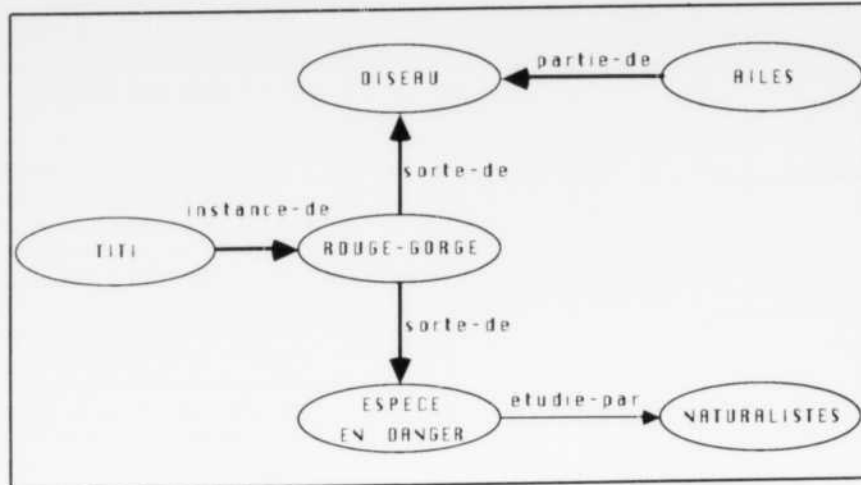 OISEAU
partie-de
AILES
sorte-de
instance-de
TITI
ROUGE-GORGE
sorte-de
ESPECE
EN DANGER
etudie-par
NATURALISTES